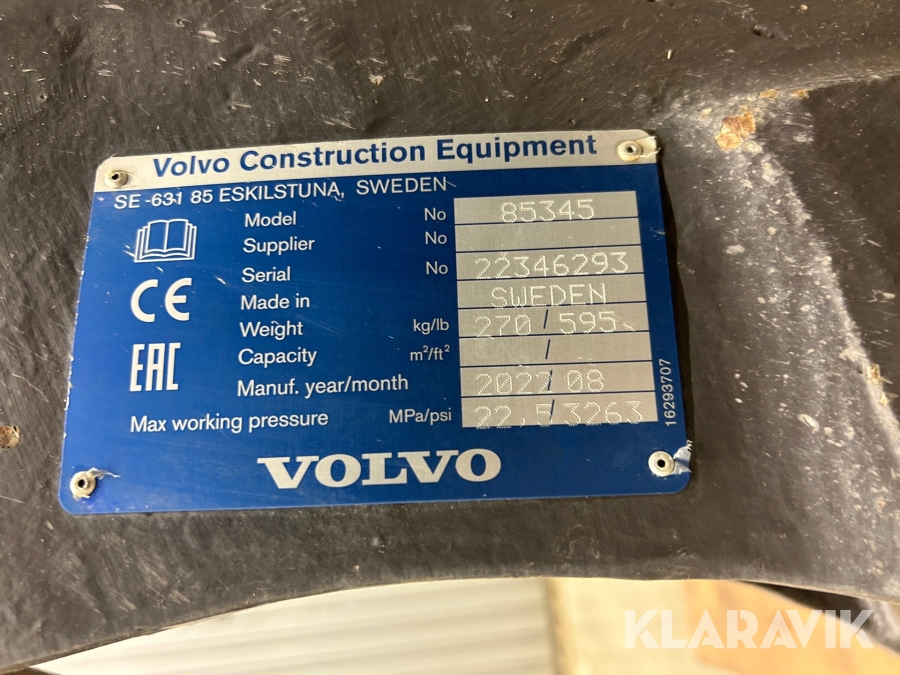 Volvo Construction Equipment
SE-631 85 ESKILSTUNA, SWEDEN
Model No 85345
Supplier No
Serial No 22346293
Made in SWEDEN
Weight kg/lb 270 / 595
Capacity m²/ft² /
Manuf. year/month 2022/08
Max working pressure MPa/psi 22,5/3263
CE
EAC
VOLVO
16293707
KLARAVIK